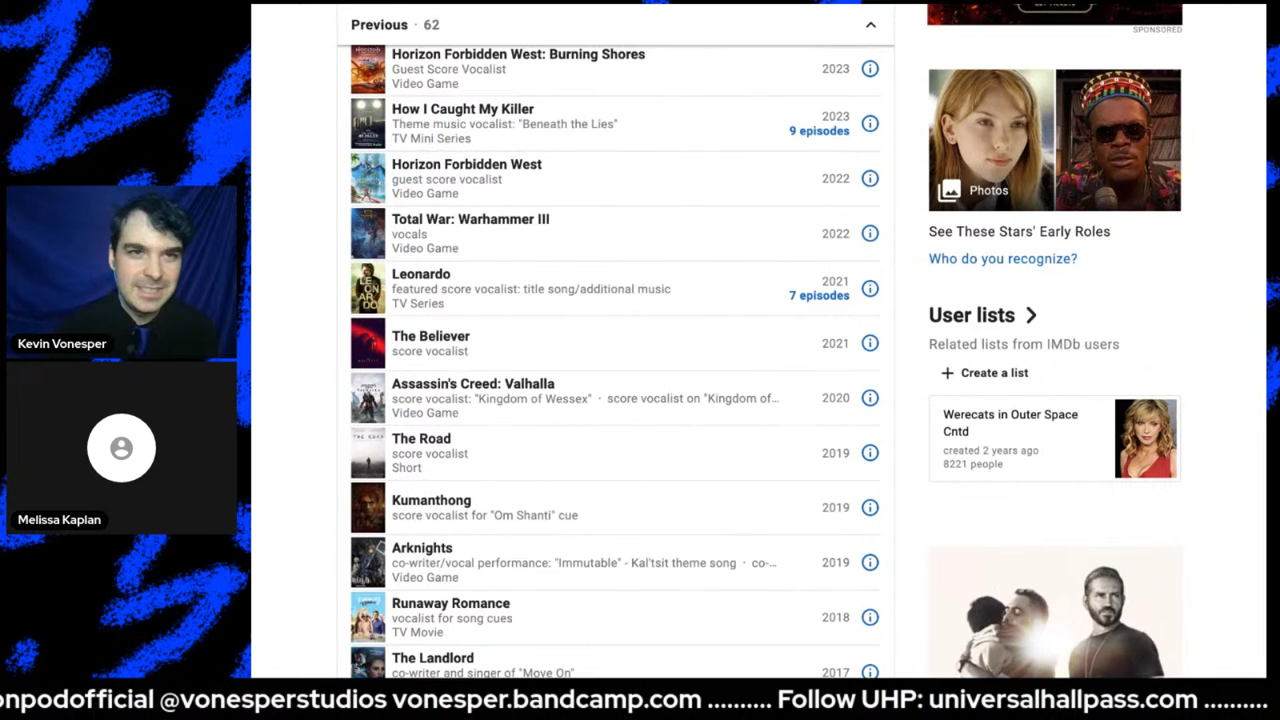 Previous · 62
Horizon Forbidden West: Burning Shores
Guest Score Vocalist
Video Game
2023
How I Caught My Killer
Theme music vocalist: "Beneath the Lies"
TV Mini Series
2023
9 episodes
Horizon Forbidden West
guest score vocalist
Video Game
2022
Total War: Warhammer III
vocals
Video Game
2022
Leonardo
featured score vocalist: title song/additional music
TV Series
2021
7 episodes
The Believer
score vocalist
2021
Assassin's Creed: Valhalla
score vocalist: "Kingdom of Wessex" · score vocalist on "Kingdom of...
Video Game
2020
The Road
score vocalist
Short
2019
Kumanthong
score vocalist for "Om Shanti" cue
2019
Arknights
co-writer/vocal performance: "Immutable" - Kal'tsit theme song · co-...
Video Game
2019
Runaway Romance
vocalist for song cues
TV Movie
2018
The Landlord
co-writer and singer of "Move On"
2017
SPONSORED
Photos
See These Stars' Early Roles
Who do you recognize?
User lists
Related lists from IMDb users
+ Create a list
Werecats in Outer Space
Cntd
created 2 years ago
8221 people
Kevin Vonesper
Melissa Kaplan
onpodofficial @vonesperstudios vonesper.bandcamp.com .......... Follow UHP: universalhallpass.com ..........